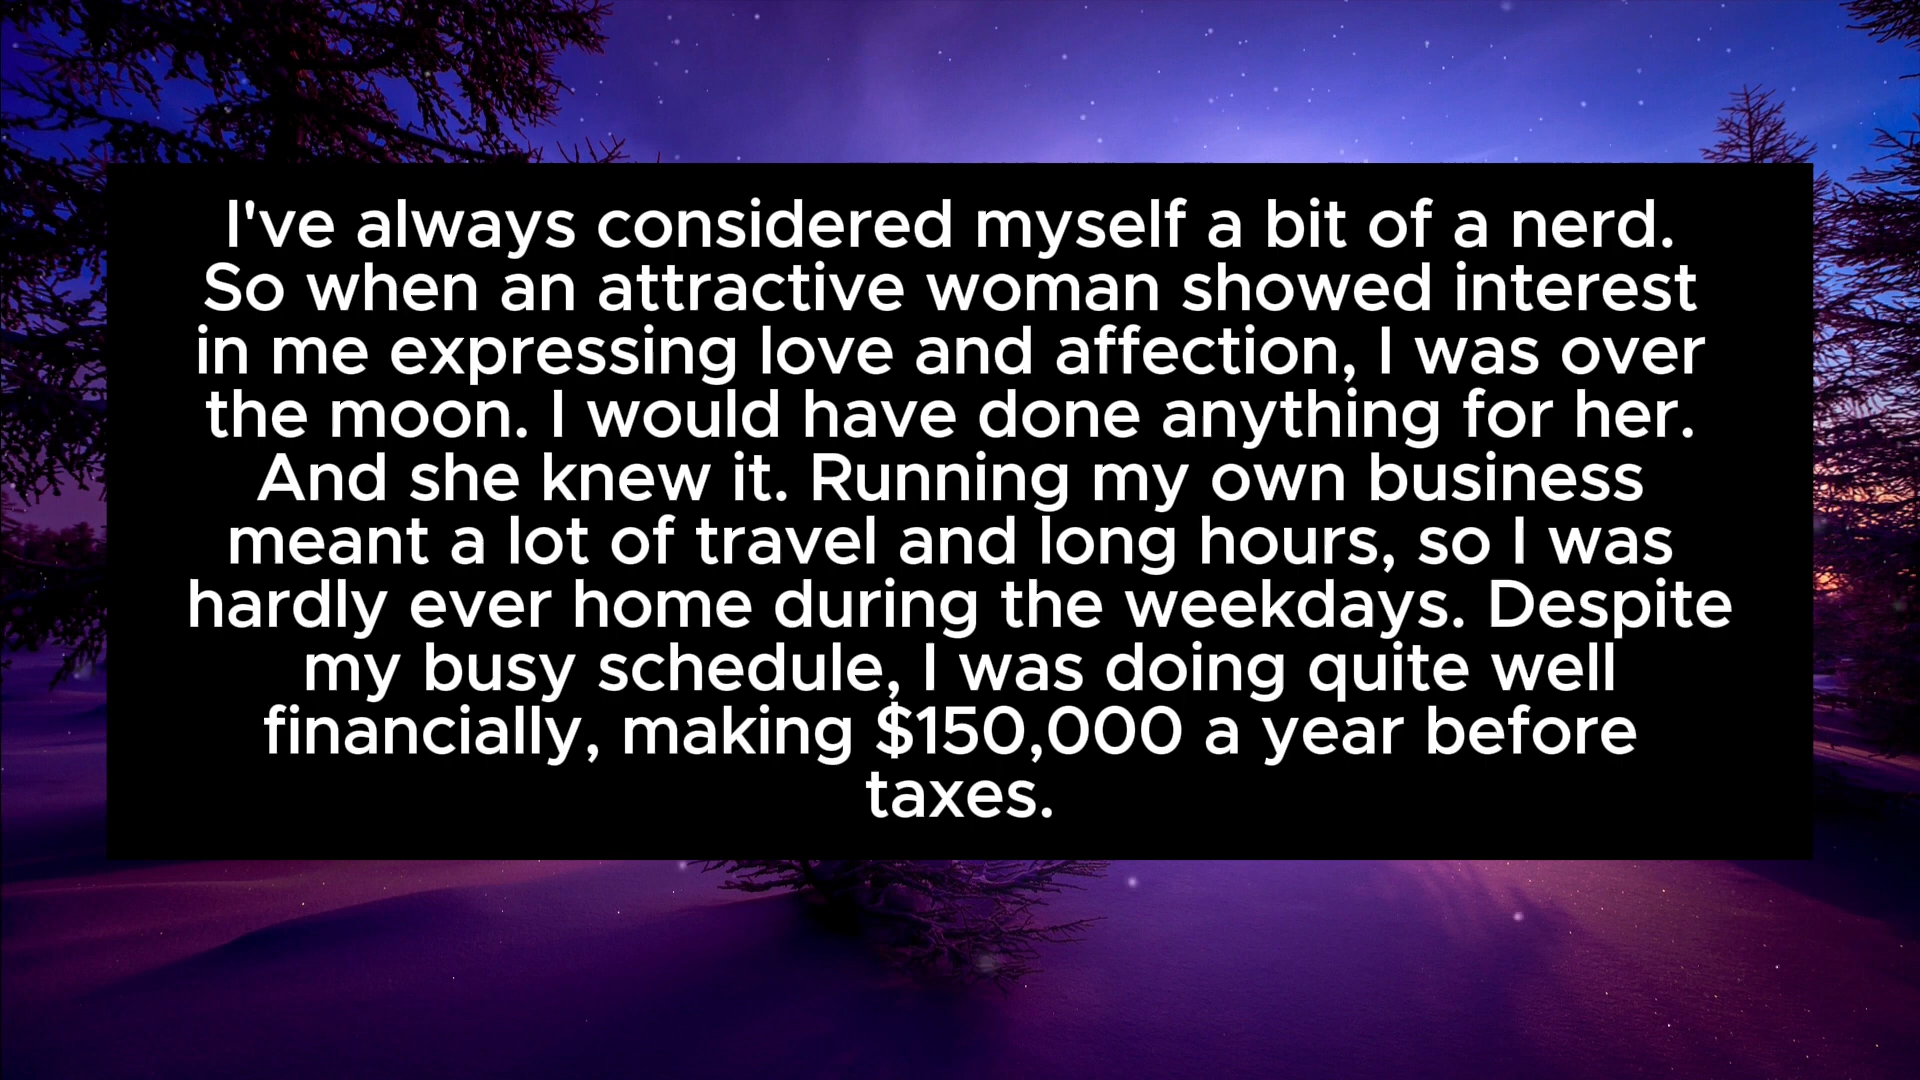 I've always considered myself a bit of a nerd.
So when an attractive woman showed interest
in me expressing love and affection, I was over
the moon. I would have done anything for her.
And she knew it. Running my own business
meant a lot of travel and long hours, so I was
hardly ever home during the weekdays. Despite
my busy schedule, I was doing quite well
financially, making $150,000 a year before
taxes.